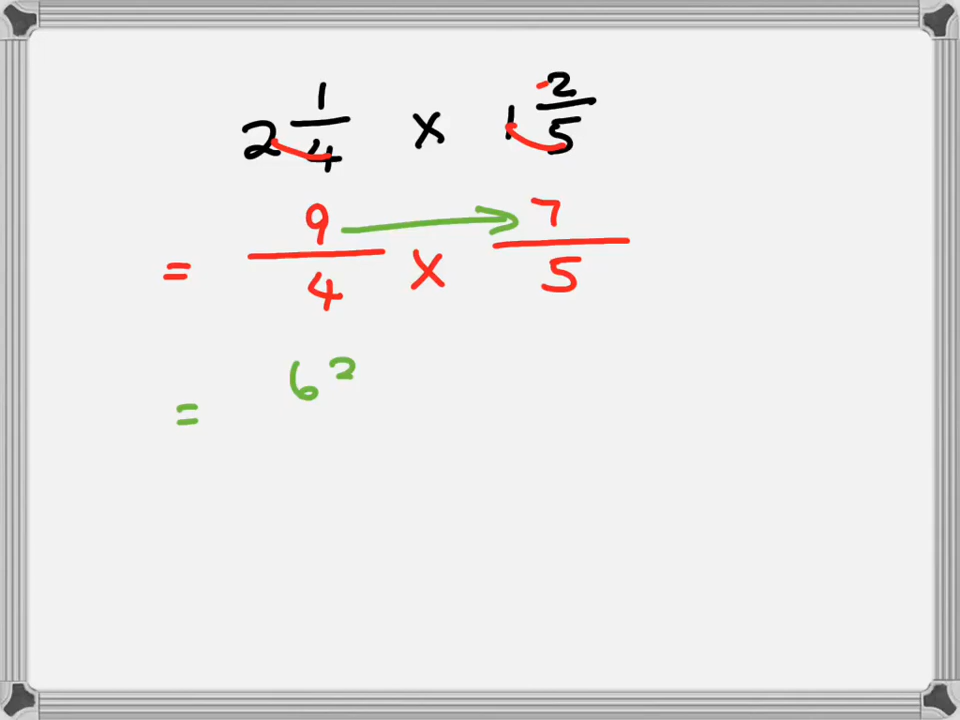 2 1/4 x 1 2/5
= 9/4 x 7/5
= 6